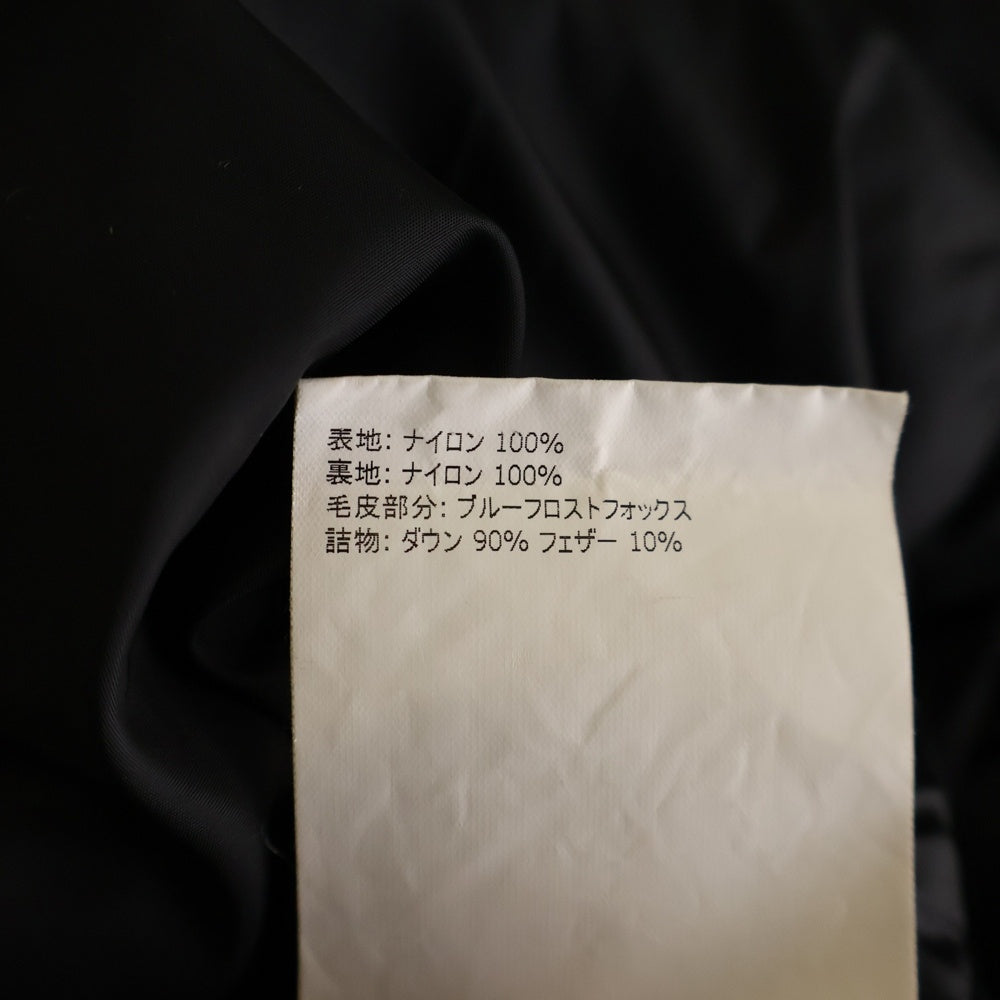 表地: ナイロン 100%
裏地: ナイロン 100%
毛皮部分: ブルーフロストフォックス
詰物: ダウン 90% フェザー 10%